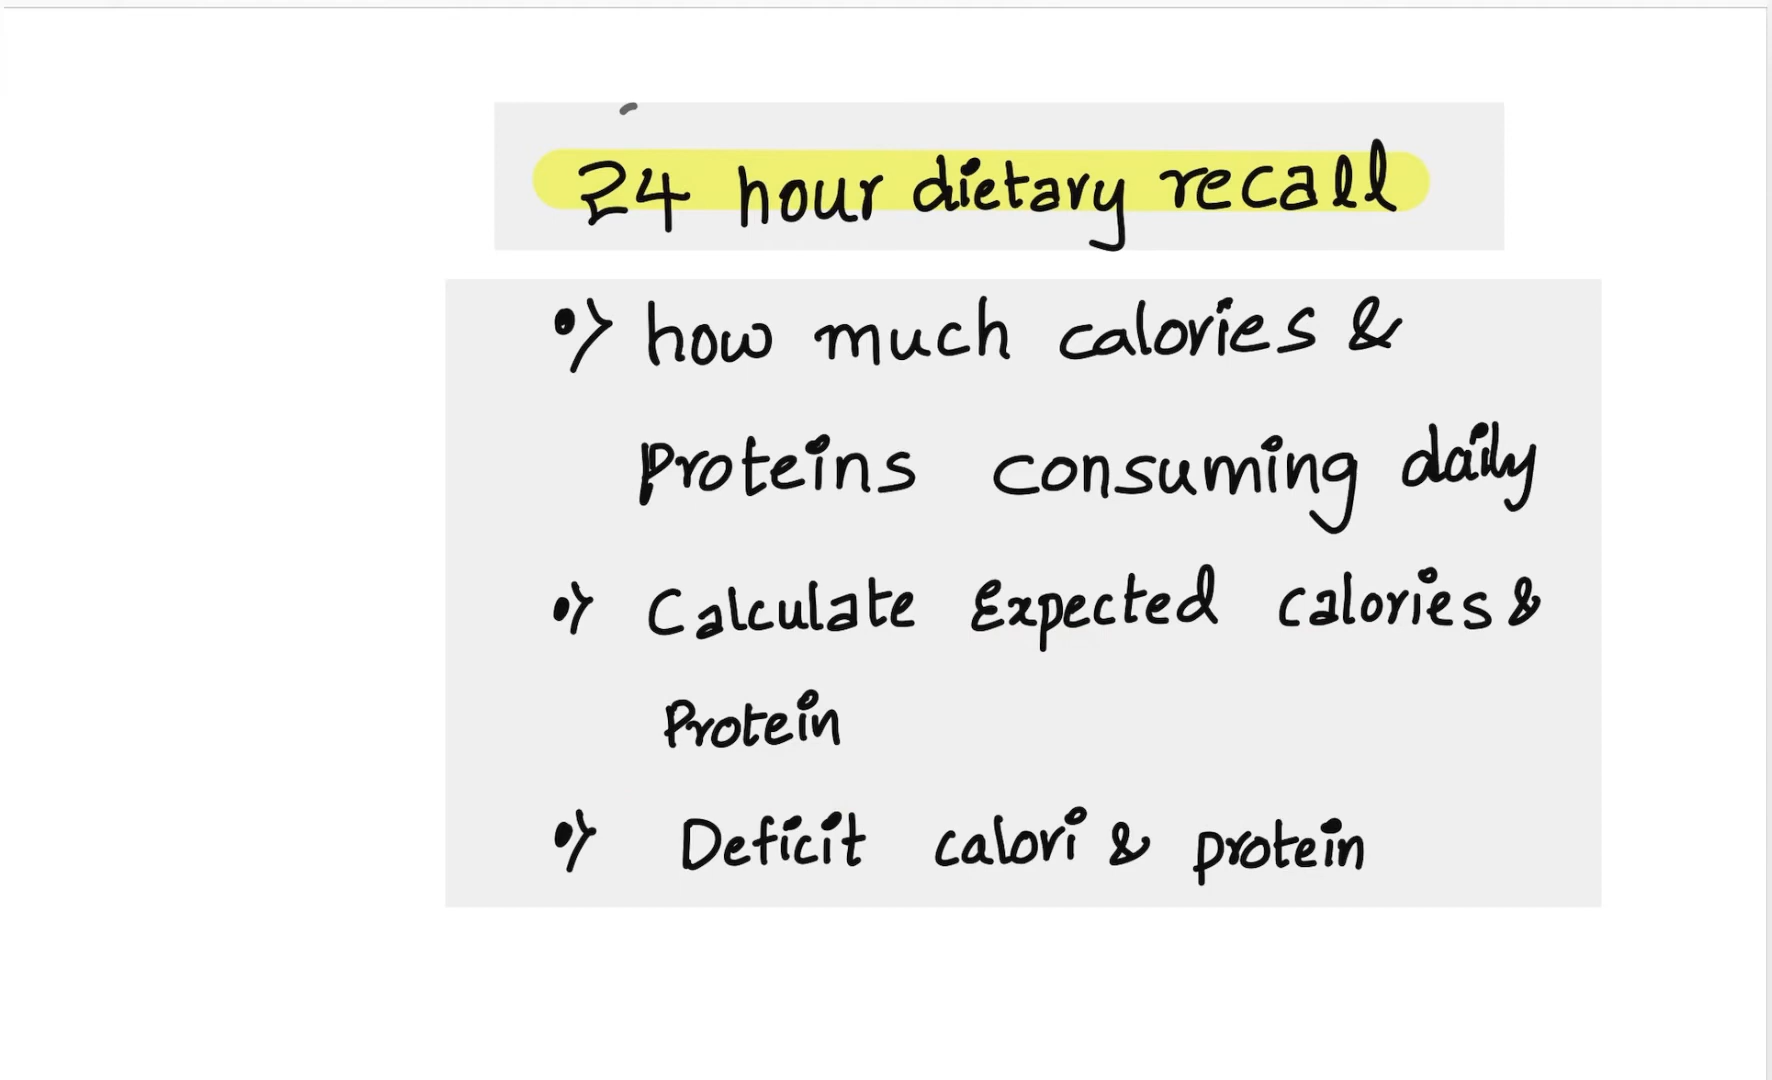 24 hour dietary recall
how much calories &
Proteins consuming daily
Calculate Expected calories &
Protein
Deficit calori & protein